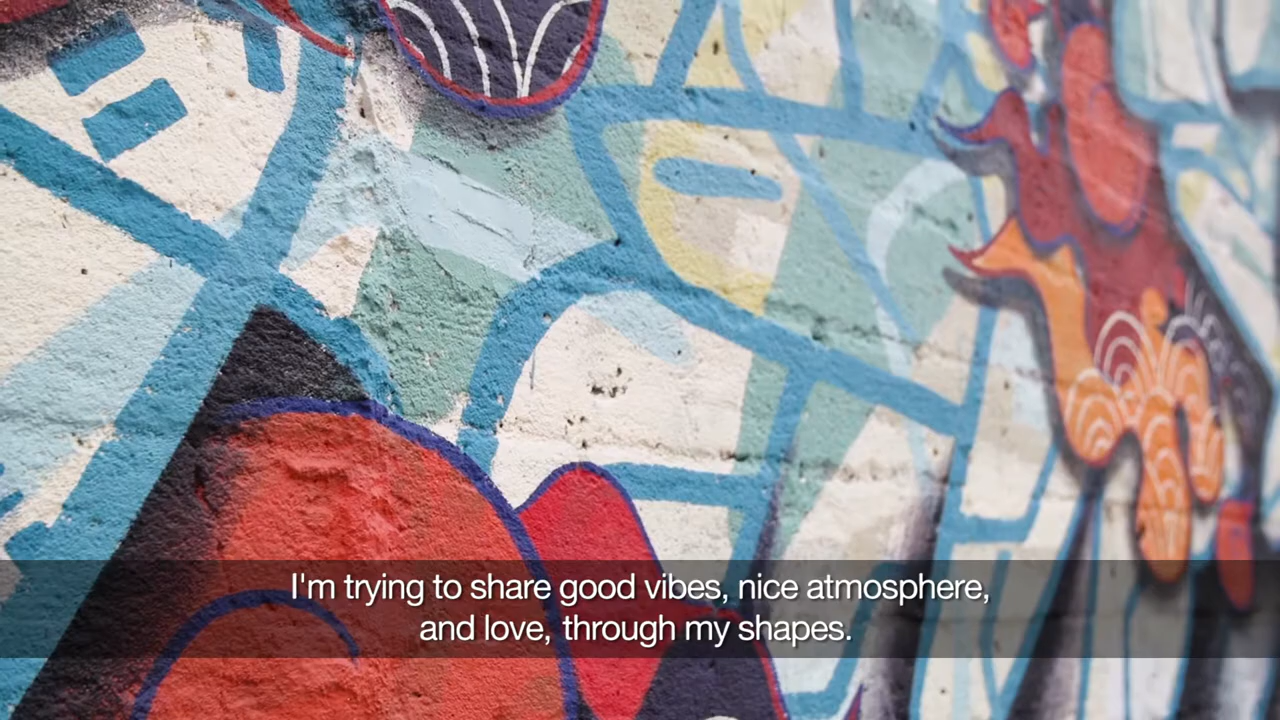 I'm trying to share good vibes, nice atmosphere,
and love, through my shapes.